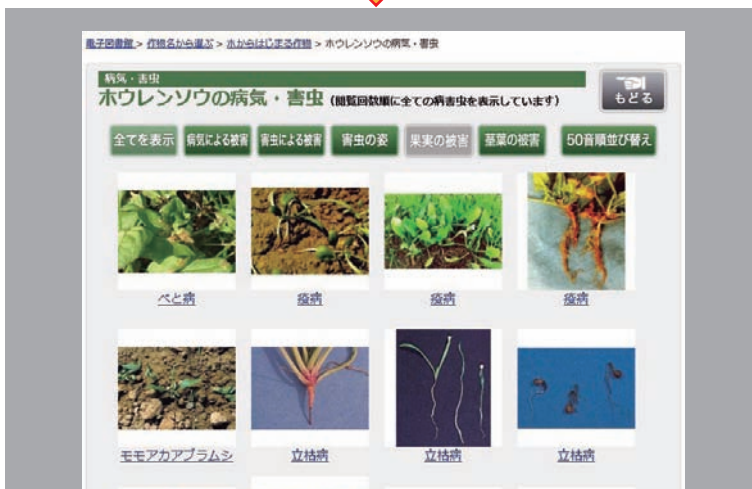 電子図書館 > 作物名から選ぶ > ホからはじまる作物 > ホウレンソウの病気・害虫
病気・害虫
ホウレンソウの病気・害虫 (閲覧回数順に全ての病害虫を表示しています)
もどる
全てを表示 病気による被害 害虫による被害 害虫の姿 果実の被害 茎葉の被害 50音順並び替え
べと病 疫病 疫病 疫病
モモアカアブラムシ 立枯病 立枯病 立枯病